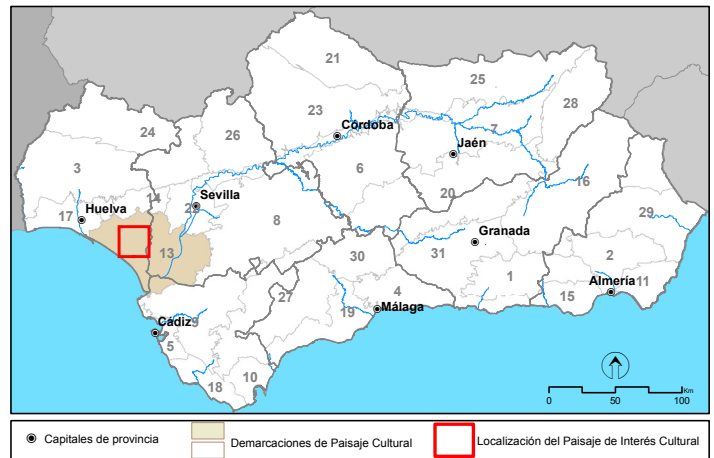 21
25
23
28
24
26
Córdoba
7
Jaén
3
6
20
16
14
22
Sevilla
17
Huelva
29
8
Granada
13
30
31
2
1
27
4
Almería
11
15
19
Málaga
Cádiz
9
5
18
10
0 50 100
Km
Capitales de provincia
Demarcaciones de Paisaje Cultural
Localización del Paisaje de Interés Cultural